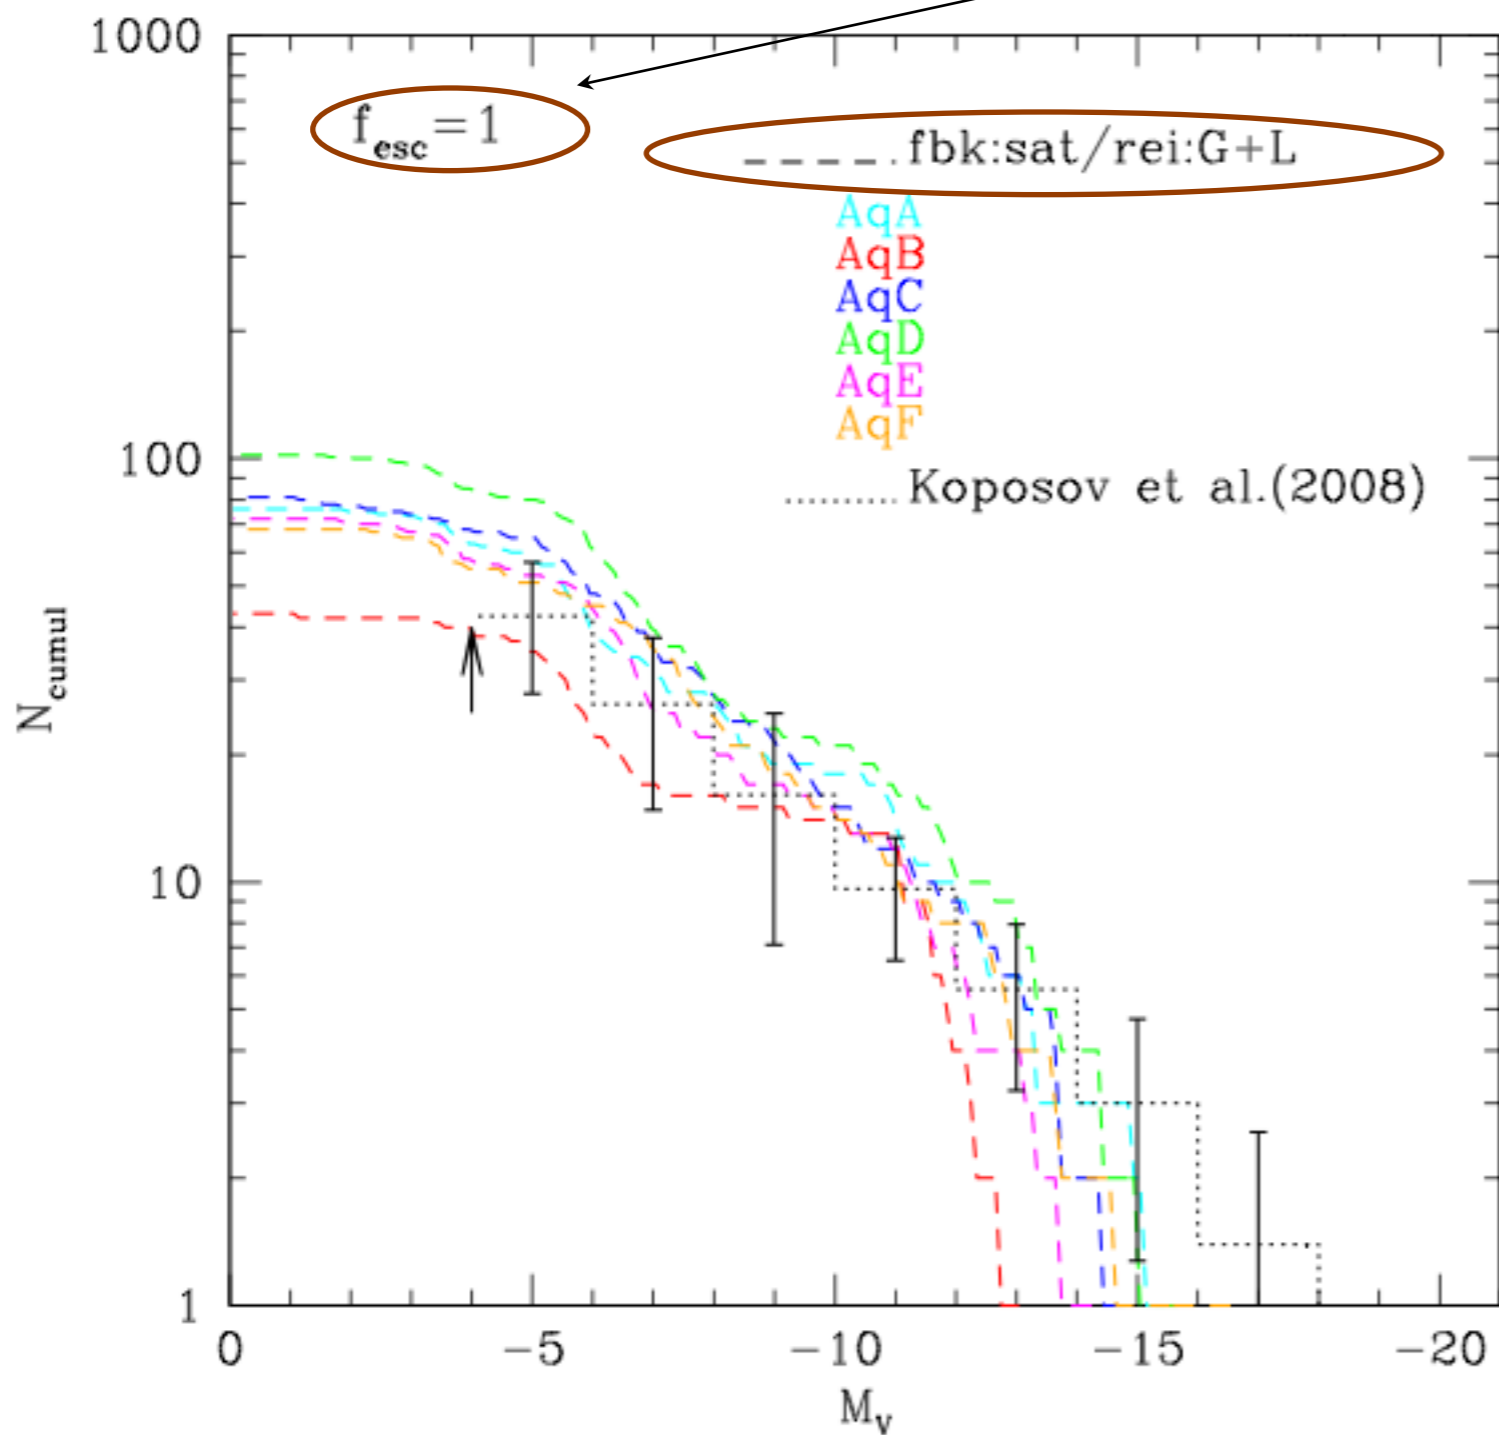 1000
f_esc=1
fbk:sat/rei:G+L
AqA
AqB
AqC
AqD
AqE
AqF
100
Koposov et al.(2008)
N_cumul
10
1
0 −5 −10 −15 −20
M_V